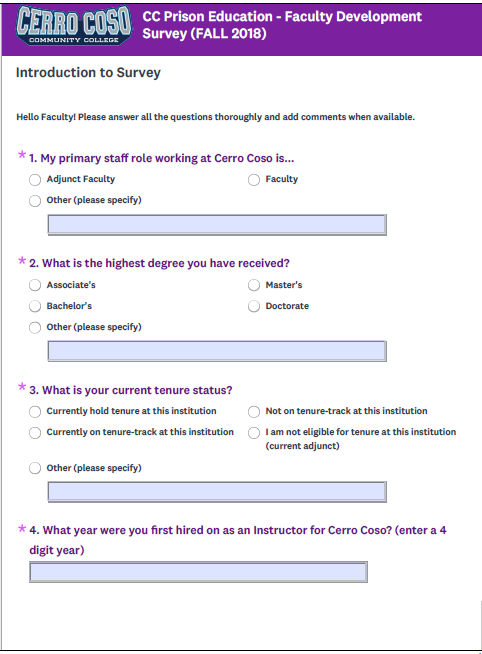 CERRO COSO
COMMUNITY COLLEGE
CC Prison Education - Faculty Development
Survey (FALL 2018)
Introduction to Survey
Hello Faculty! Please answer all the questions thoroughly and add comments when available.
* 1. My primary staff role working at Cerro Coso is...
Adjunct Faculty
Faculty
Other (please specify)
* 2. What is the highest degree you have received?
Associate's
Master's
Bachelor's
Doctorate
Other (please specify)
* 3. What is your current tenure status?
Currently hold tenure at this institution
Not on tenure-track at this institution
Currently on tenure-track at this institution
I am not eligible for tenure at this institution
(current adjunct)
Other (please specify)
* 4. What year were you first hired on as an Instructor for Cerro Coso? (enter a 4
digit year)